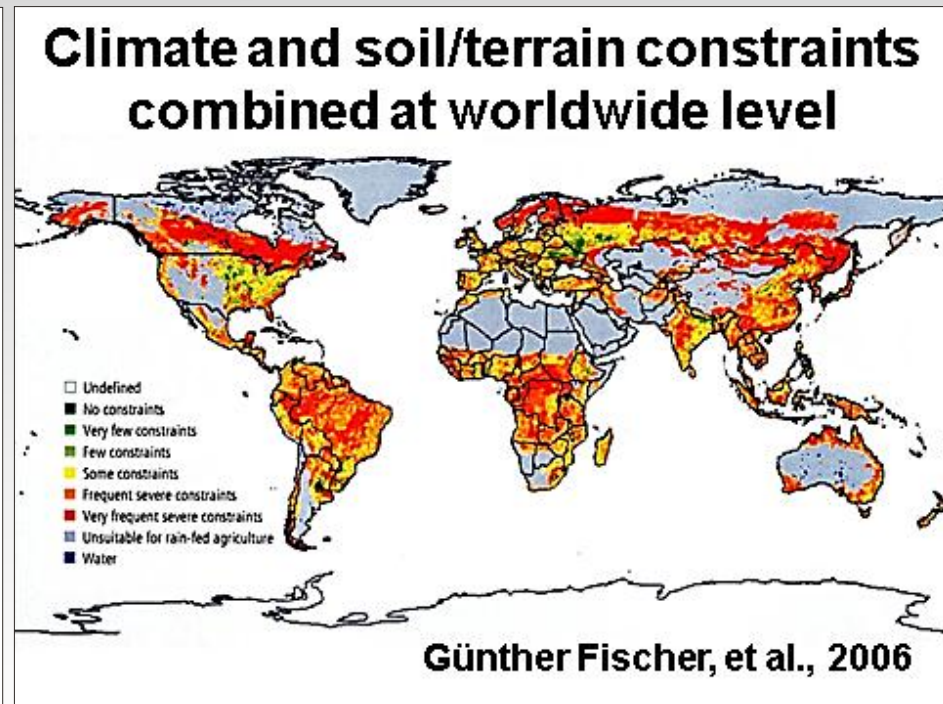 Climate and soil/terrain constraints
combined at worldwide level
Undefined
No constraints
Very few constraints
Few constraints
Some constraints
Frequent severe constraints
Very frequent severe constraints
Unsuitable for rain-fed agriculture
Water
Günther Fischer, et al., 2006